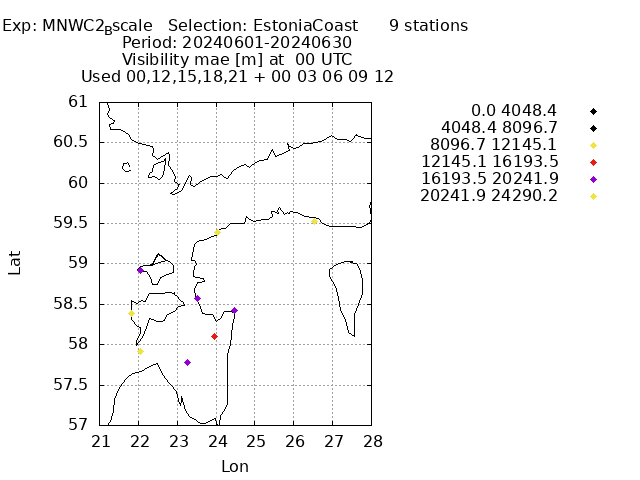 Exp: MNWC2Bscale   Selection: EstoniaCoast      9 stations
Period: 20240601-20240630
Visibility mae [m] at  00 UTC
Used 00,12,15,18,21 + 00 03 06 09 12
0.0 4048.4
4048.4 8096.7
8096.7 12145.1
12145.1 16193.5
16193.5 20241.9
20241.9 24290.2
61
60.5
60
59.5
59
58.5
58
57.5
57
Lat
21 22 23 24 25 26 27 28
Lon